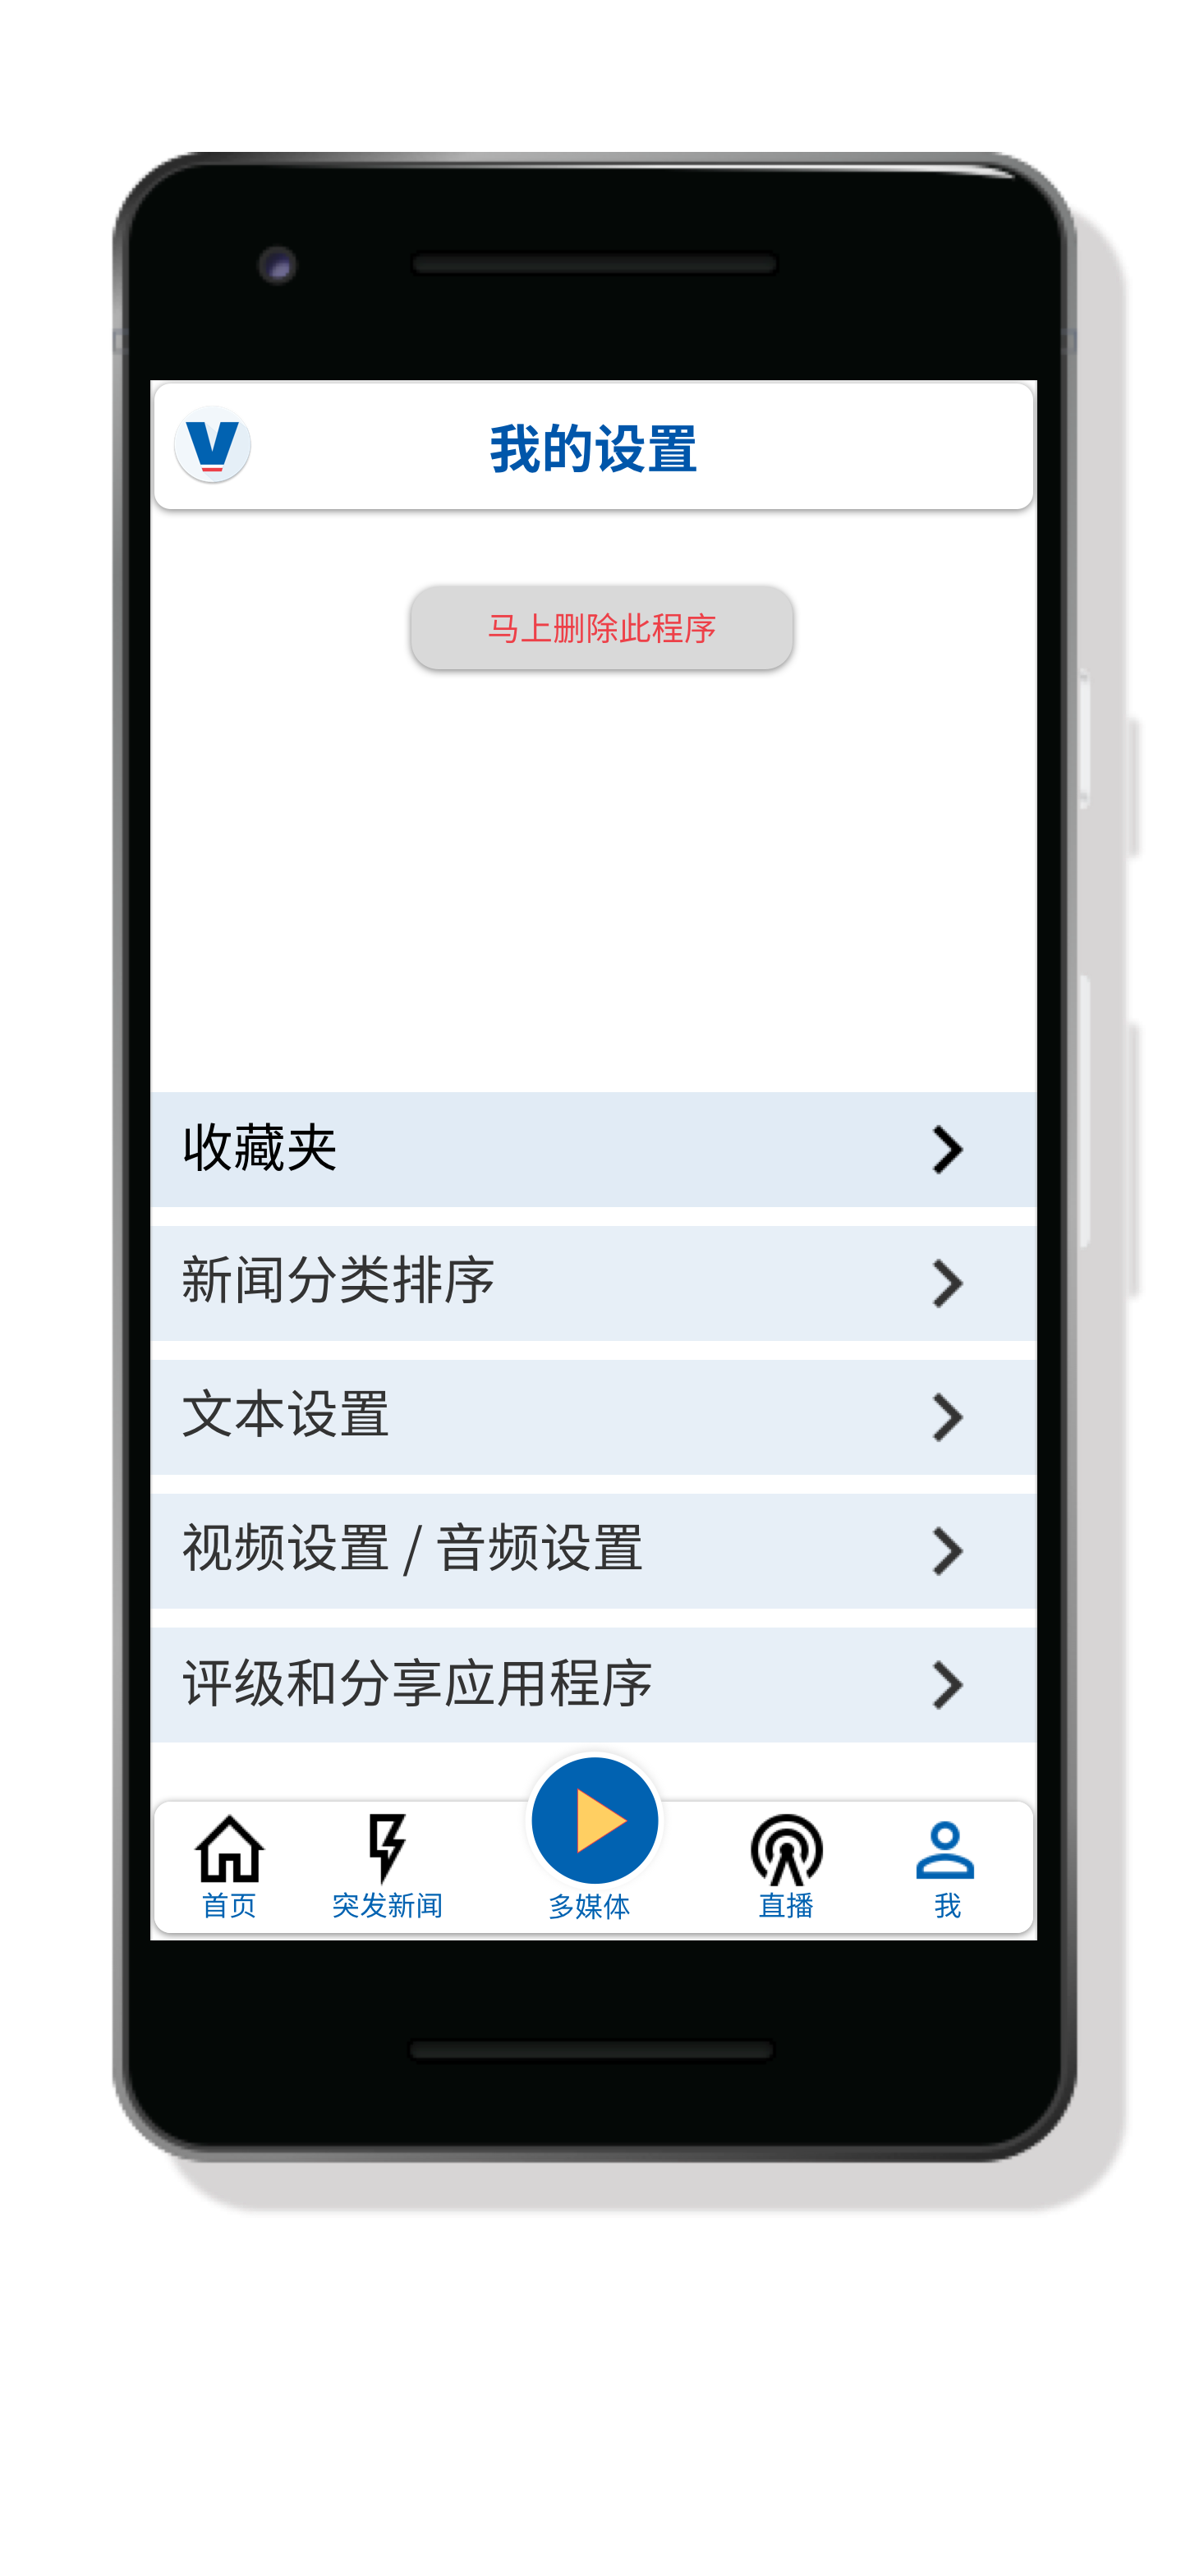 V
我的设置
马上删除此程序
收藏夹
新闻分类排序
文本设置
视频设置 / 音频设置
评级和分享应用程序
首页 突发新闻 多媒体 直播 我